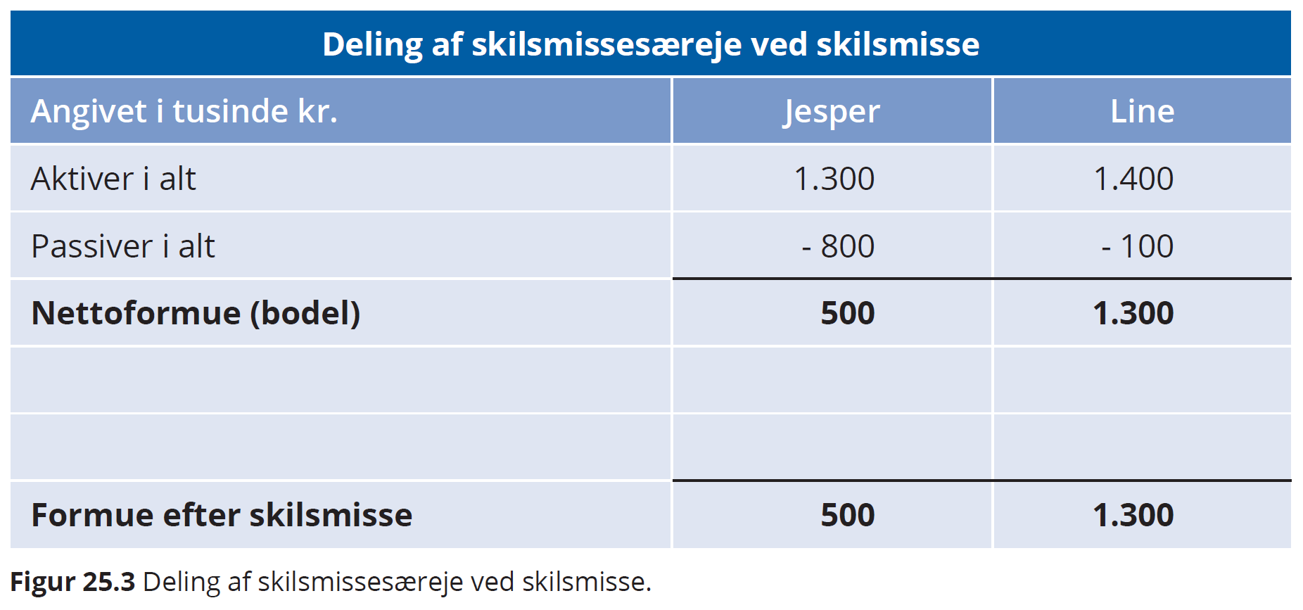 Deling af skilsmissesæreje ved skilsmisse
Angivet i tusinde kr. Jesper Line
Aktiver i alt 1.300 1.400
Passiver i alt - 800 - 100
Nettoformue (bodel) 500 1.300
Formue efter skilsmisse 500 1.300
Figur 25.3 Deling af skilsmissesæreje ved skilsmisse.